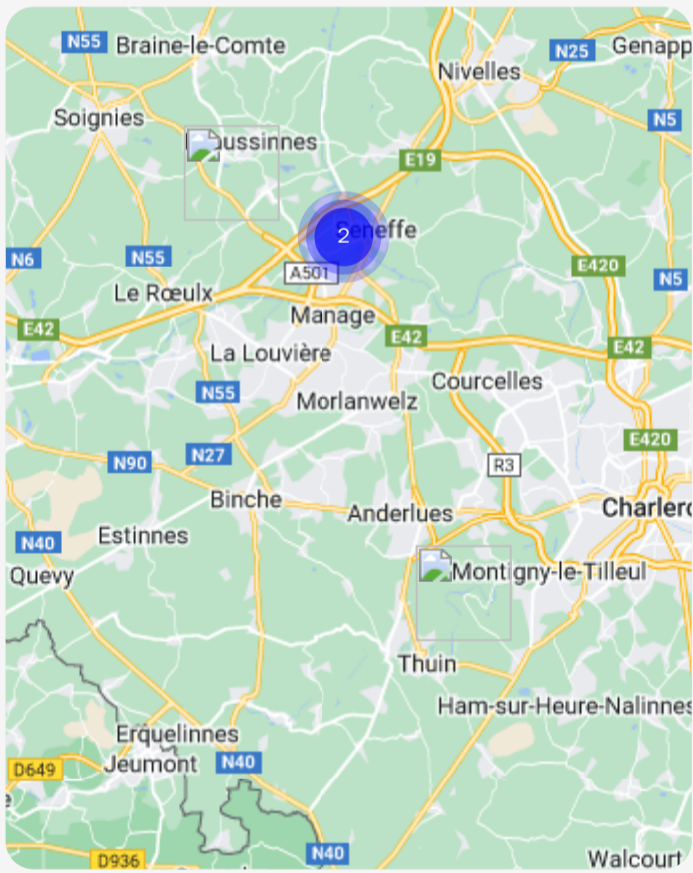 N55
Braine-le-Comte
N25
Genapp
Nivelles
Soignies
N5
aussinnes
E19
2
Seneffe
N6
N55
A501
E420
N5
Le Rœulx
Manage
E42
E42
E42
La Louvière
Courcelles
N55
Morlanwelz
E420
N27
N90
R3
Binche
Anderlues
Charlero
N40
Estinnes
Quevy
Montigny-le-Tilleul
Thuin
Ham-sur-Heure-Nalinnes
Erquelinnes
D649
Jeumont
N40
N40
D936
Walcourt